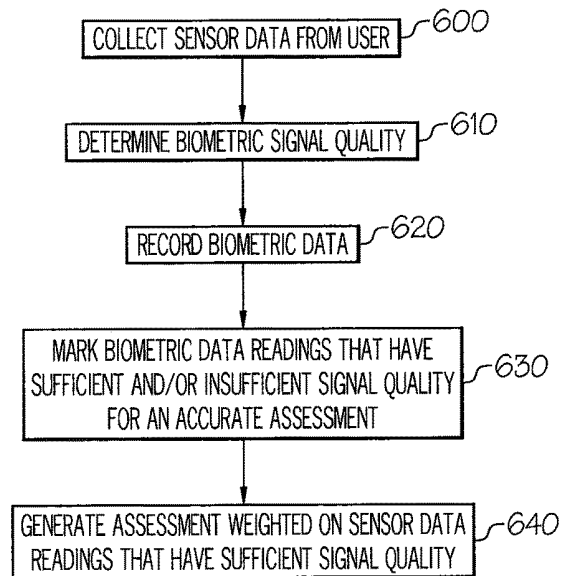 COLLECT SENSOR DATA FROM USER 600
DETERMINE BIOMETRIC SIGNAL QUALITY 610
RECORD BIOMETRIC DATA 620
MARK BIOMETRIC DATA READINGS THAT HAVE
SUFFICIENT AND/OR INSUFFICIENT SIGNAL QUALITY
FOR AN ACCURATE ASSESSMENT
630
GENERATE ASSESSMENT WEIGHTED ON SENSOR DATA
READINGS THAT HAVE SUFFICIENT SIGNAL QUALITY
640